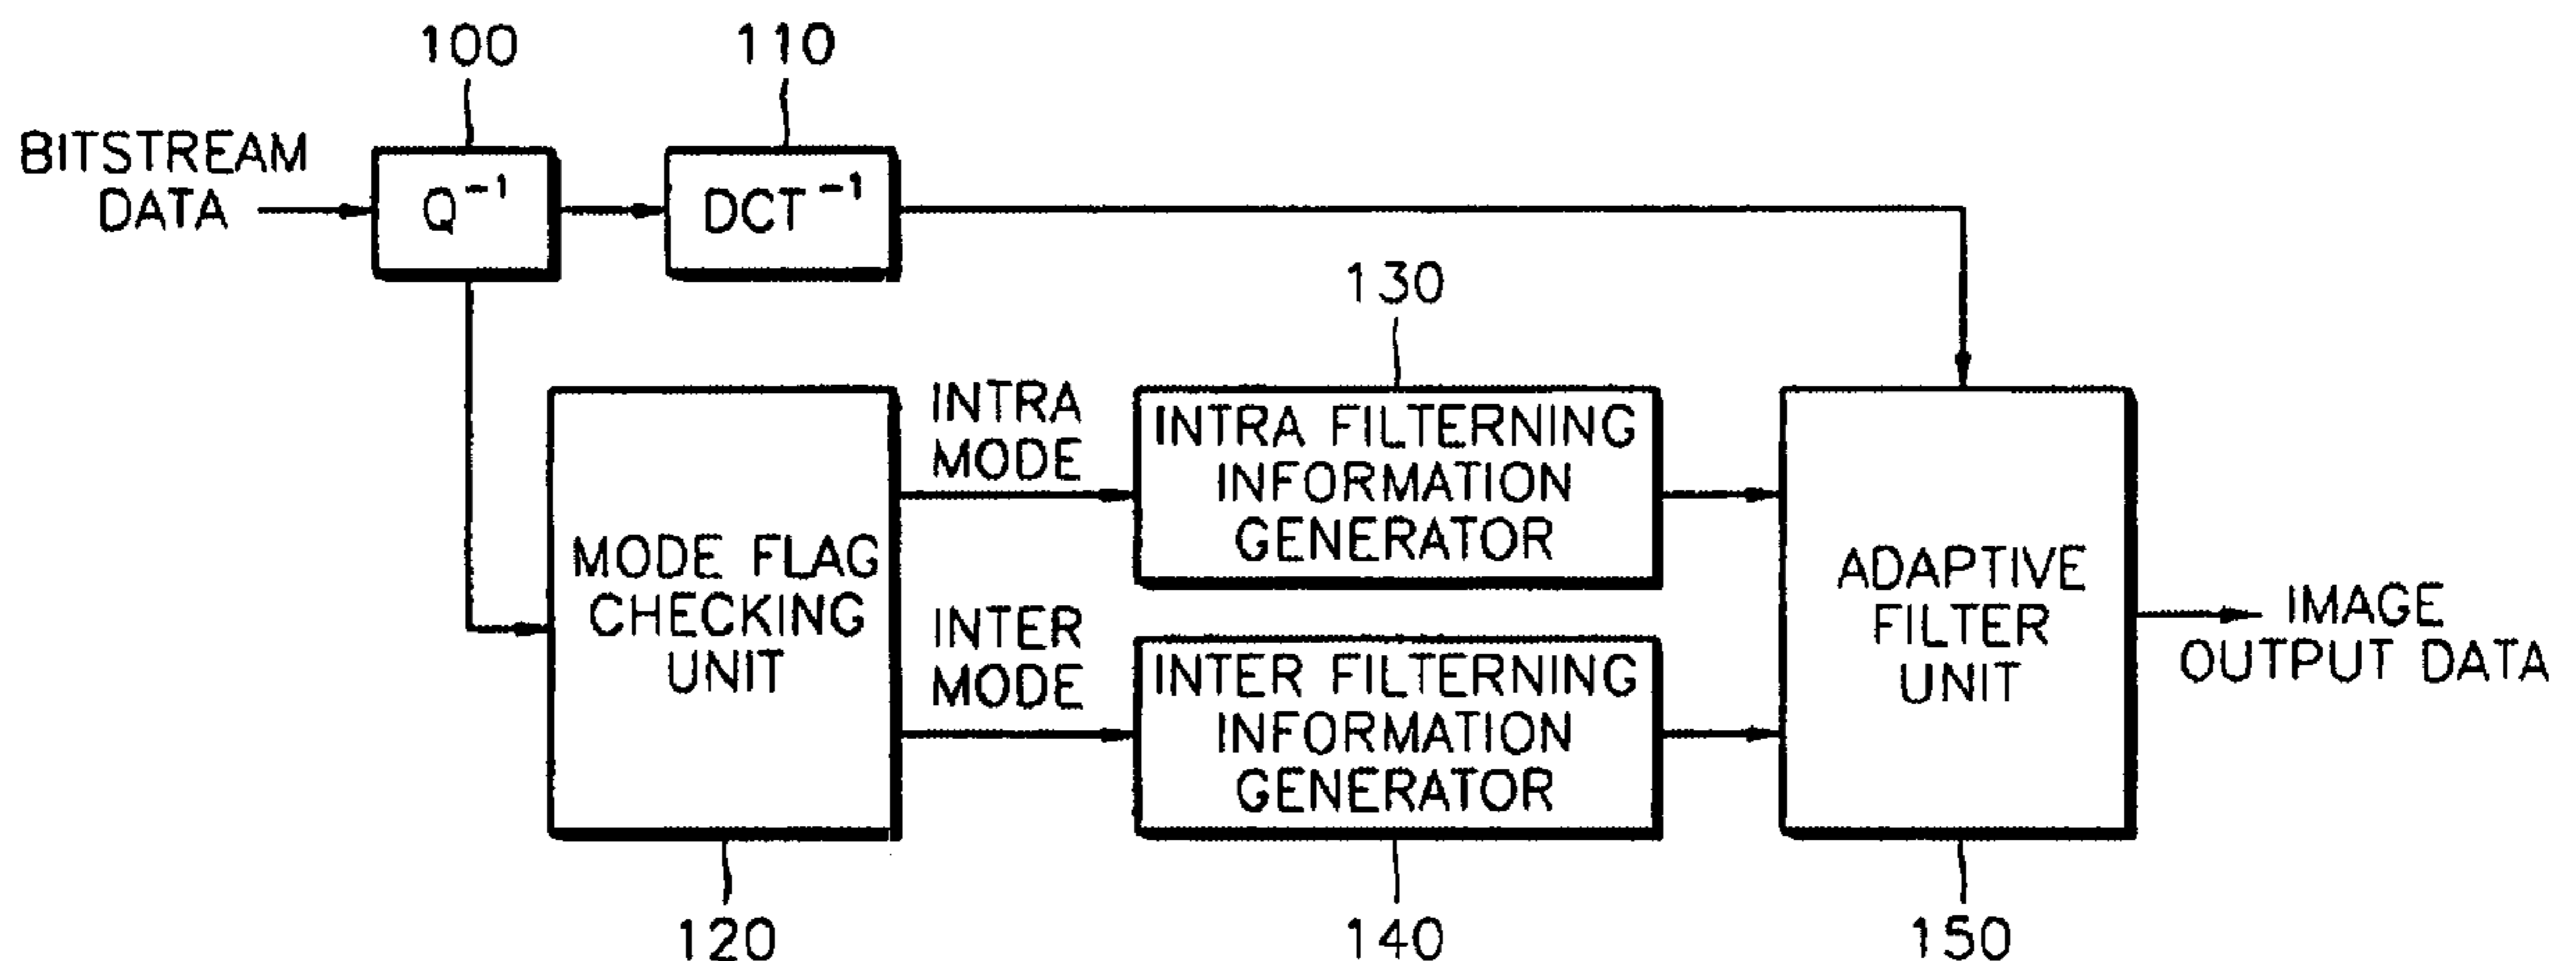 100
110
BITSTREAM
DATA
Q⁻¹
DCT⁻¹
130
INTRA
MODE
INTRA FILTERNING
INFORMATION
GENERATOR
MODE FLAG
CHECKING
UNIT
INTER
MODE
INTER FILTERNING
INFORMATION
GENERATOR
ADAPTIVE
FILTER
UNIT
IMAGE
OUTPUT DATA
120
140
150